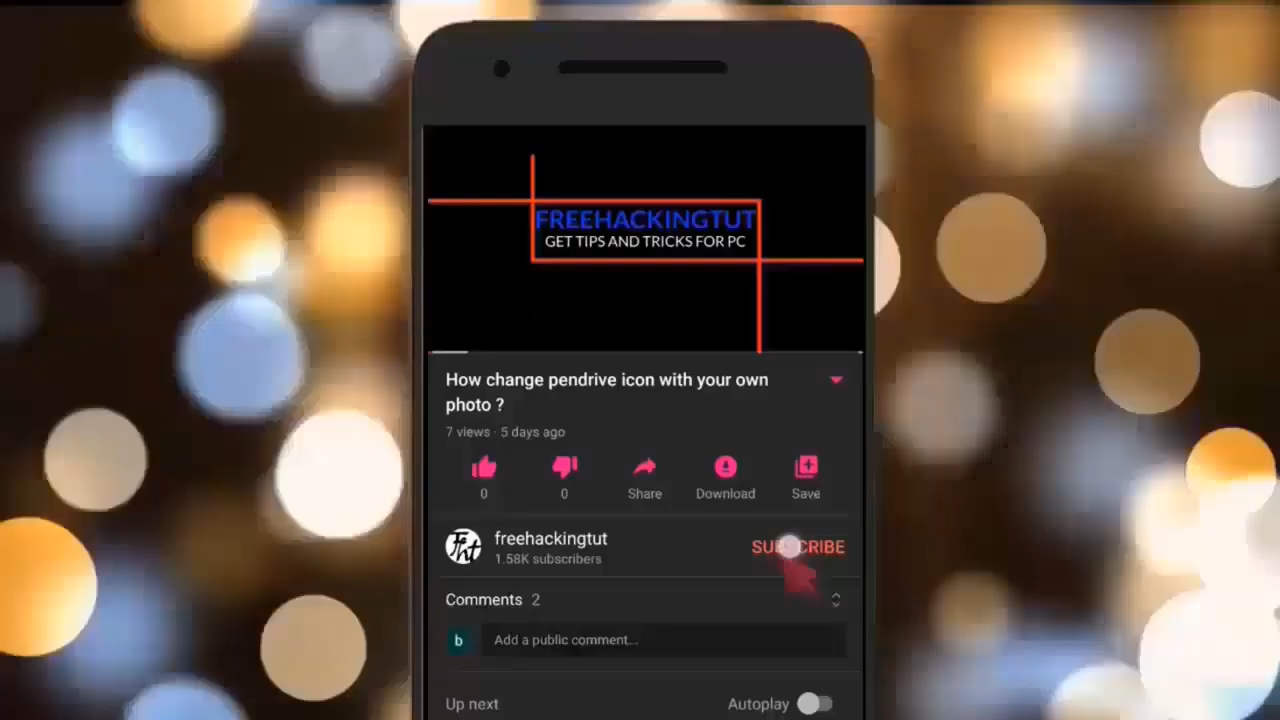 FREEHACKINGTUT
GET TIPS AND TRICKS FOR PC
How change pendrive icon with your own
photo ?
7 views · 5 days ago
0
0
Share
Download
Save
Fht
freehackingtut
1.58K subscribers
SUBSCRIBE
Comments 2
b
Add a public comment...
Up next
Autoplay